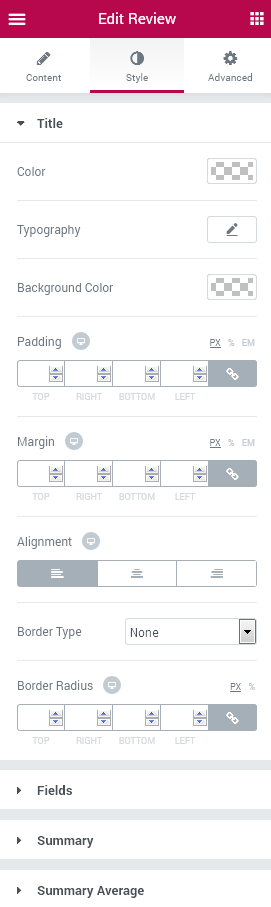 Edit Review
Content Style Advanced
Title
Color
Typography
Background Color
Padding PX % EM
TOP RIGHT BOTTOM LEFT
Margin PX % EM
TOP RIGHT BOTTOM LEFT
Alignment
Border Type None
Border Radius PX %
TOP RIGHT BOTTOM LEFT
Fields
Summary
Summary Average